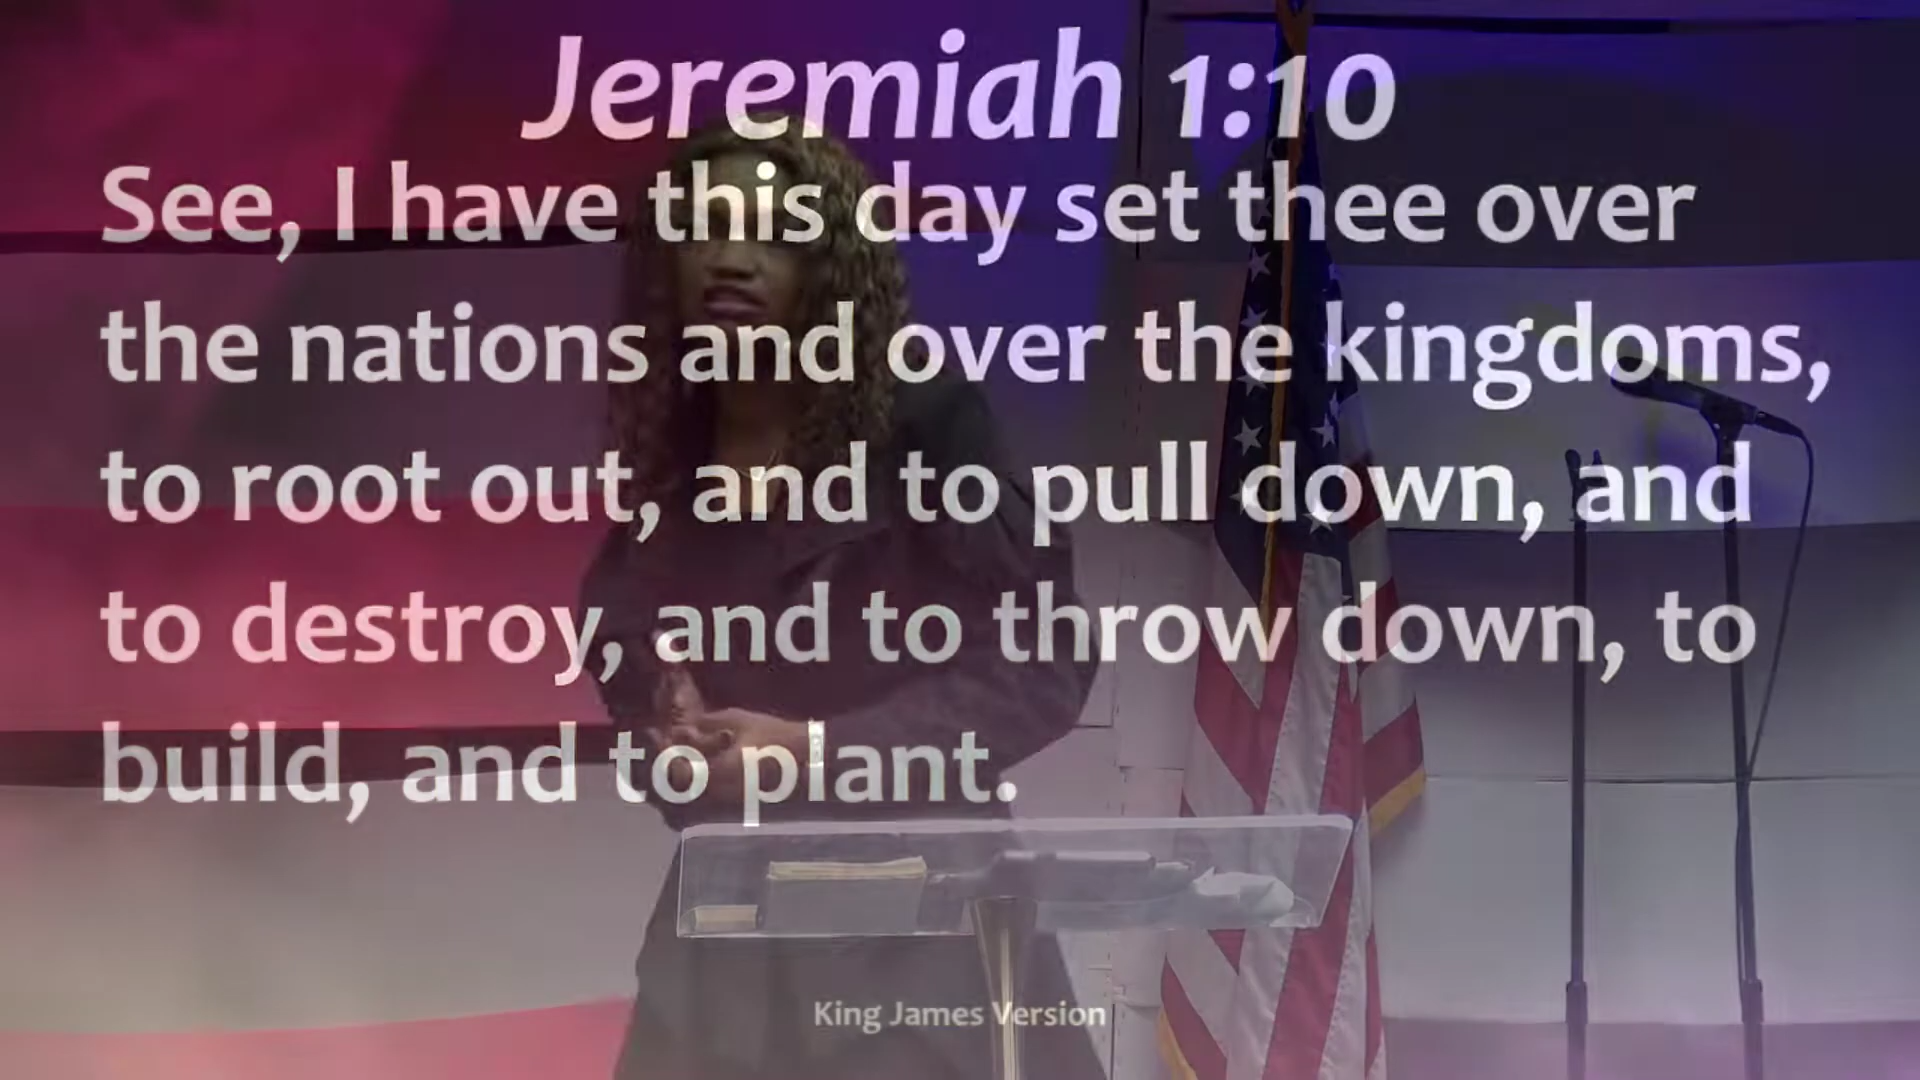 Jeremiah 1:10
See, I have this day set thee over
the nations and over the kingdoms,
to root out, and to pull down, and
to destroy, and to throw down, to
build, and to plant.
King James Version